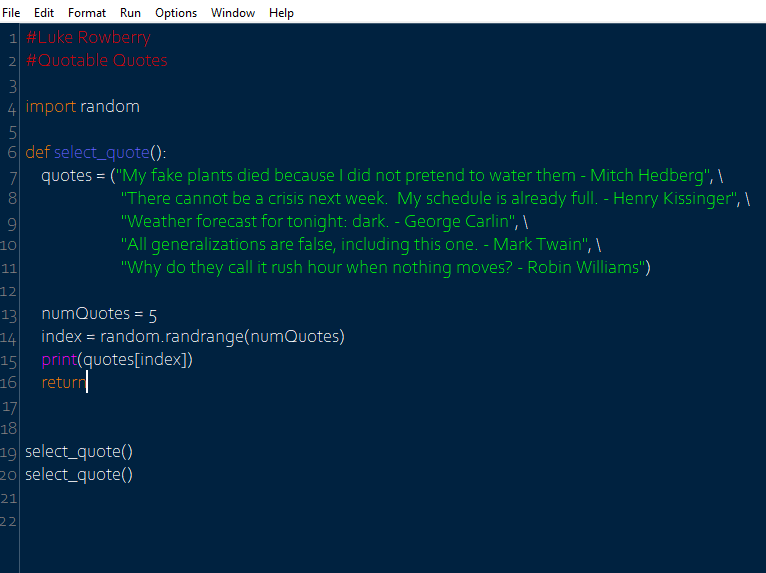 File Edit Format Run Options Window Help
1 #Luke Rowberry
2 #Quotable Quotes
3
4 import random
5
6 def select_quote():
7 quotes = ("My fake plants died because I did not pretend to water them - Mitch Hedberg", \
8 "There cannot be a crisis next week.  My schedule is already full. - Henry Kissinger", \
9 "Weather forecast for tonight: dark. - George Carlin", \
10 "All generalizations are false, including this one. - Mark Twain", \
11 "Why do they call it rush hour when nothing moves? - Robin Williams")
12
13 numQuotes = 5
14 index = random.randrange(numQuotes)
15 print(quotes[index])
16 return
17
18
19 select_quote()
20 select_quote()
21
22